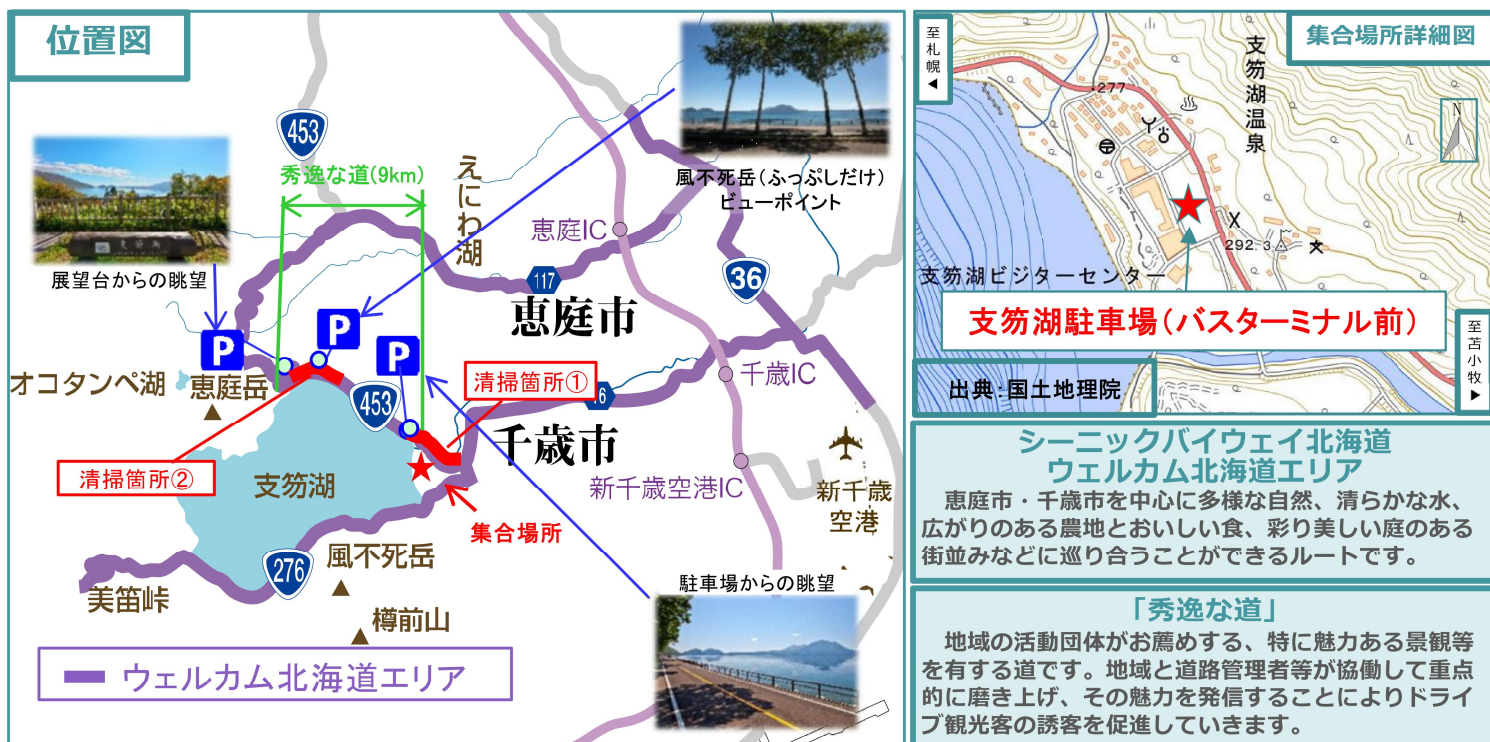 位置図
453
秀逸な道(9km)
えにわ湖
風不死岳(ふっぷしだけ)
ビューポイント
展望台からの眺望
恵庭IC
117
36
恵庭市
P
P
P
オコタンペ湖
恵庭岳
453
清掃箇所①
千歳IC
千歳市
清掃箇所②
支笏湖
新千歳空港IC
新千歳
空港
集合場所
276
風不死岳
美笛峠
樽前山
駐車場からの眺望
ウェルカム北海道エリア
至札幌
集合場所詳細図
支笏湖温泉
N
277
292.3
支笏湖ビジターセンター
支笏湖駐車場(バスターミナル前)
至苫小牧
出典:国土地理院
シーニックバイウェイ北海道
ウェルカム北海道エリア
恵庭市・千歳市を中心に多様な自然、清らかな水、
広がりのある農地とおいしい食、彩り美しい庭のある
街並みなどに巡り合うことができるルートです。
「秀逸な道」
地域の活動団体がお薦めする、特に魅力ある景観等
を有する道です。地域と道路管理者等が協働して重点
的に磨き上げ、その魅力を発信することによりドライ
ブ観光客の誘客を促進していきます。